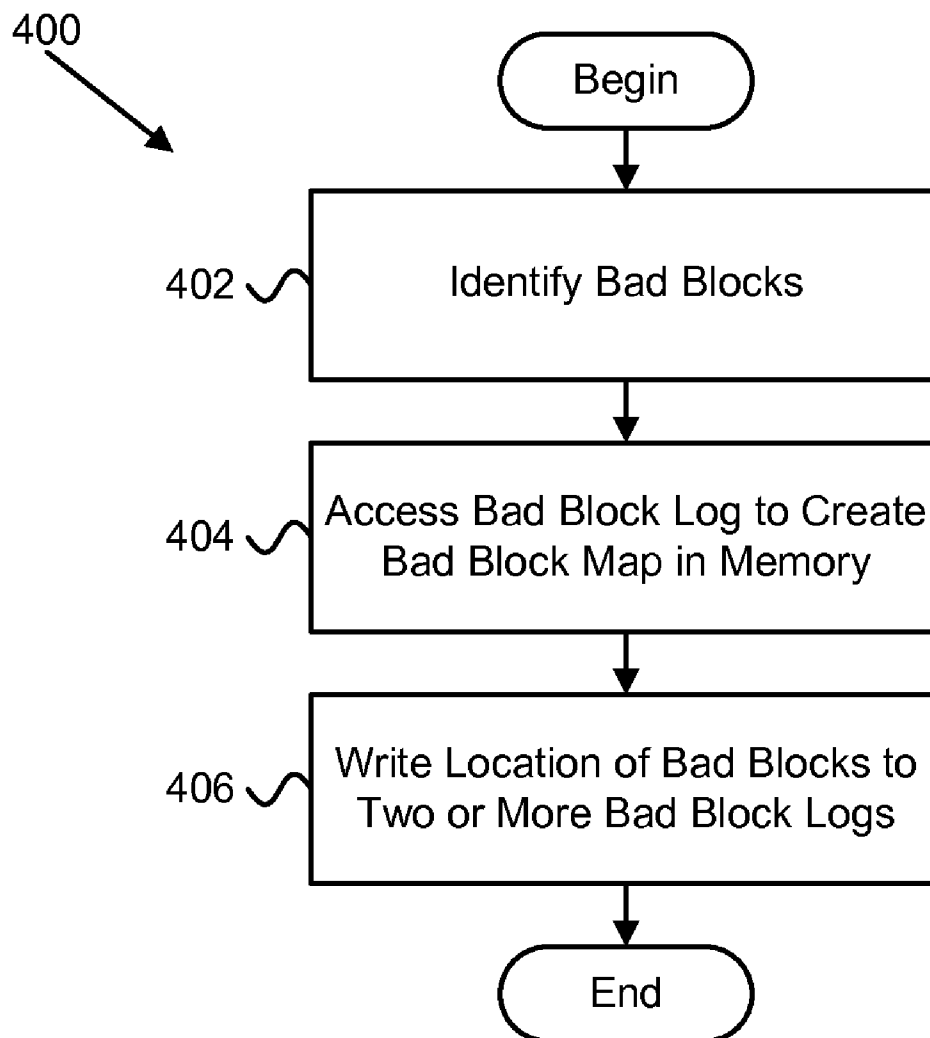 400
Begin
402
Identify Bad Blocks
404
Access Bad Block Log to Create
Bad Block Map in Memory
406
Write Location of Bad Blocks to
Two or More Bad Block Logs
End